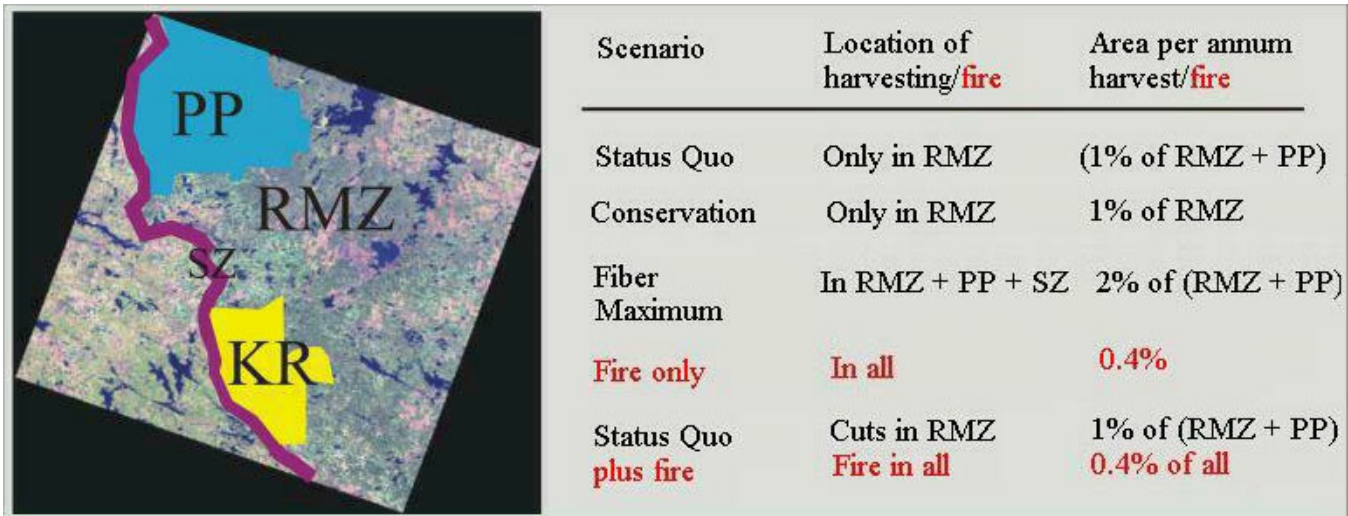 PP
RMZ
SZ
KR
Scenario Location of harvesting/fire Area per annum harvest/fire
Status Quo Only in RMZ (1% of RMZ + PP)
Conservation Only in RMZ 1% of RMZ
Fiber Maximum In RMZ + PP + SZ 2% of (RMZ + PP)
Fire only In all 0.4%
Status Quo Cuts in RMZ 1% of (RMZ + PP)
plus fire Fire in all 0.4% of all